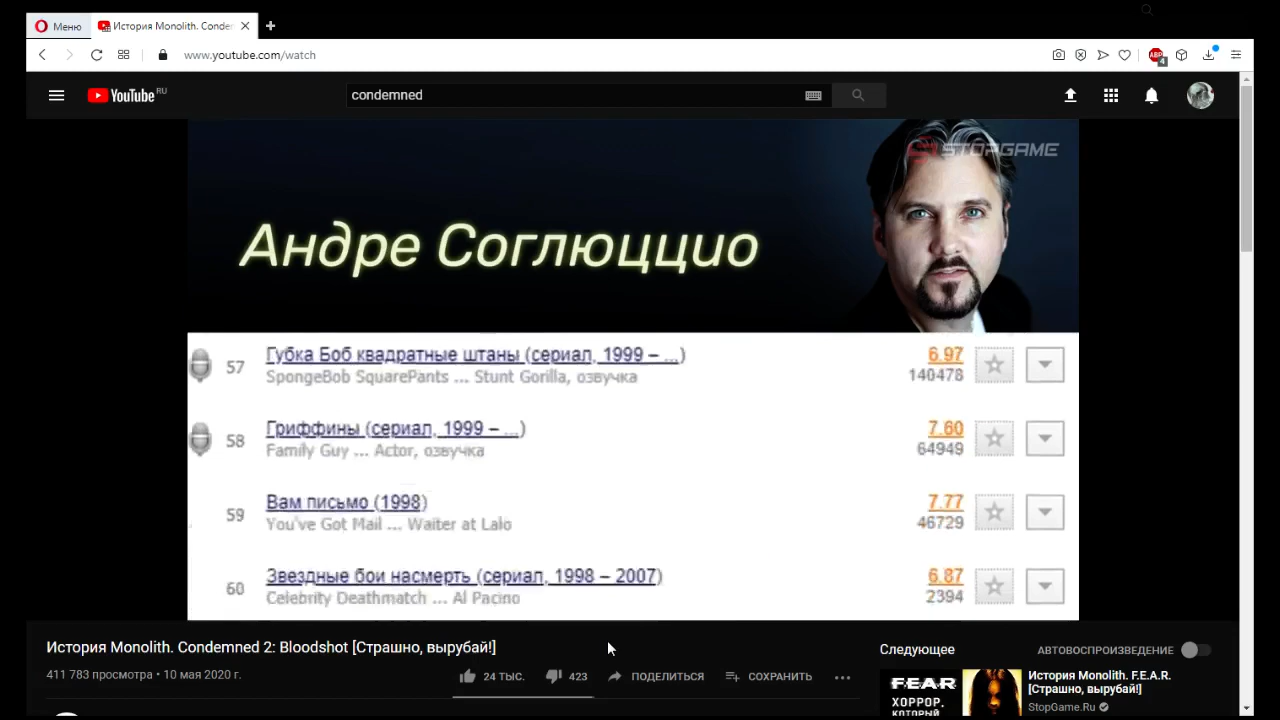 Меню
История Monolith. Conder
www.youtube.com/watch
4
YouTube RU
condemned
STOPGAME
Андре Соглюццио
57 Губка Боб квадратные штаны (сериал, 1999 – ...) 6.97
SpongeBob SquarePants ... Stunt Gorilla, озвучка 140478
58 Гриффины (сериал, 1999 – ...) 7.60
Family Guy ... Actor, озвучка 64949
59 Вам письмо (1998) 7.77
You've Got Mail ... Waiter at Lalo 46729
60 Звездные бои насмерть (сериал, 1998 – 2007) 6.87
Celebrity Deathmatch ... Al Pacino 2394
История Monolith. Condemned 2: Bloodshot [Страшно, вырубай!]
411 783 просмотра • 10 мая 2020 г.
24 ТЫС.
423
ПОДЕЛИТЬСЯ
СОХРАНИТЬ
Следующее
АВТОВОСПРОИЗВЕДЕНИЕ
FEAR
ХОРРОР,
КОТОРЫЙ
История Monolith. F.E.A.R.
[Страшно, вырубай!]
StopGame.Ru